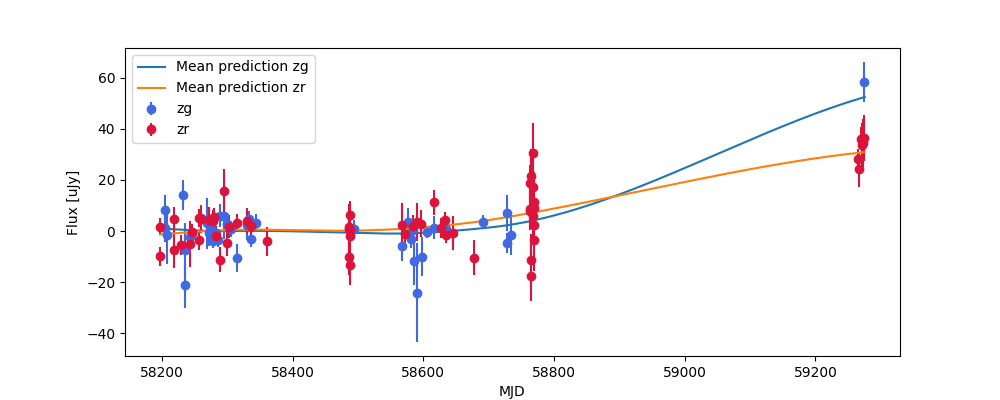 Mean prediction zg
Mean prediction zr
zg
zr
60
40
20
0
−20
−40
Flux [uJy]
58200
58400
58600
58800
59000
59200
MJD